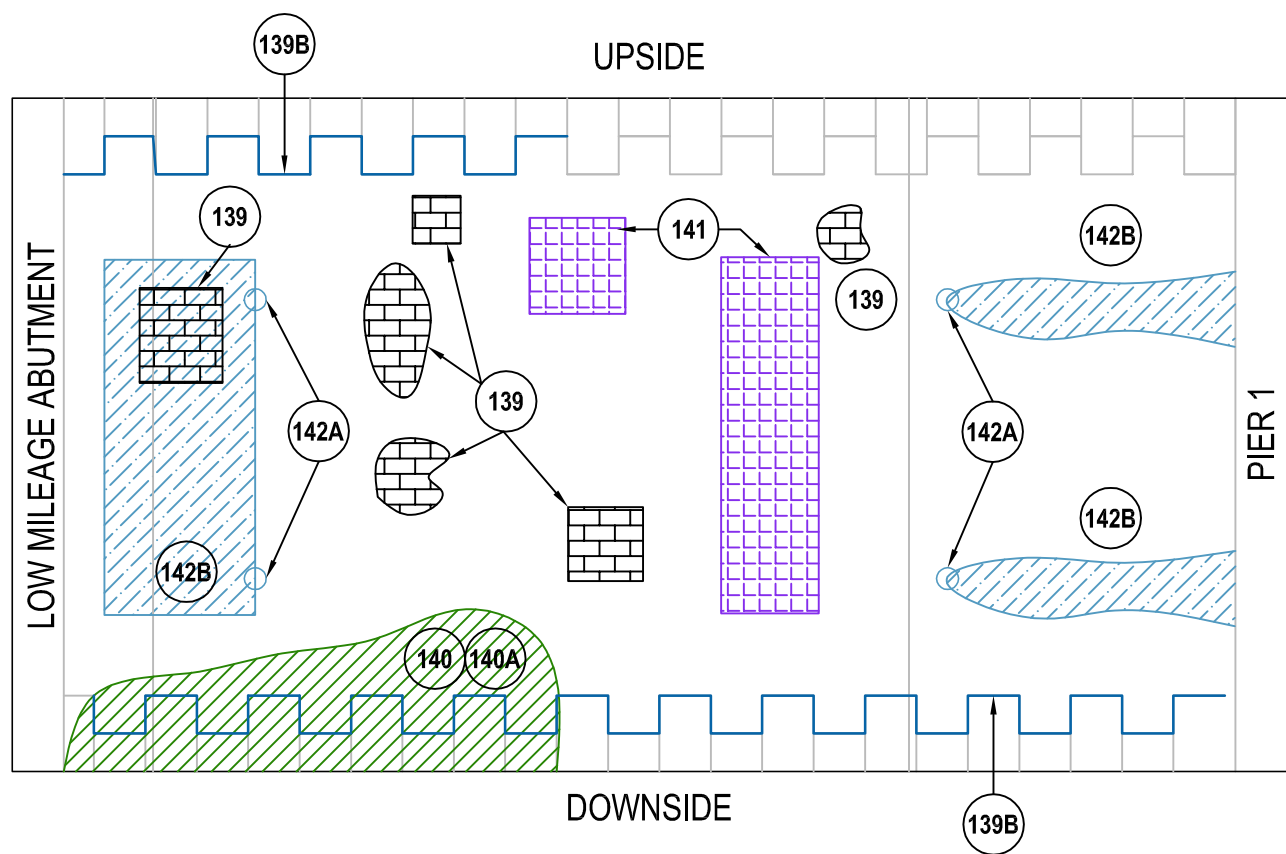 139B
UPSIDE
139
141
142B
139
LOW MILEAGE ABUTMENT
139
142A
142A
PIER 1
142B
142B
140
140A
DOWNSIDE
139B